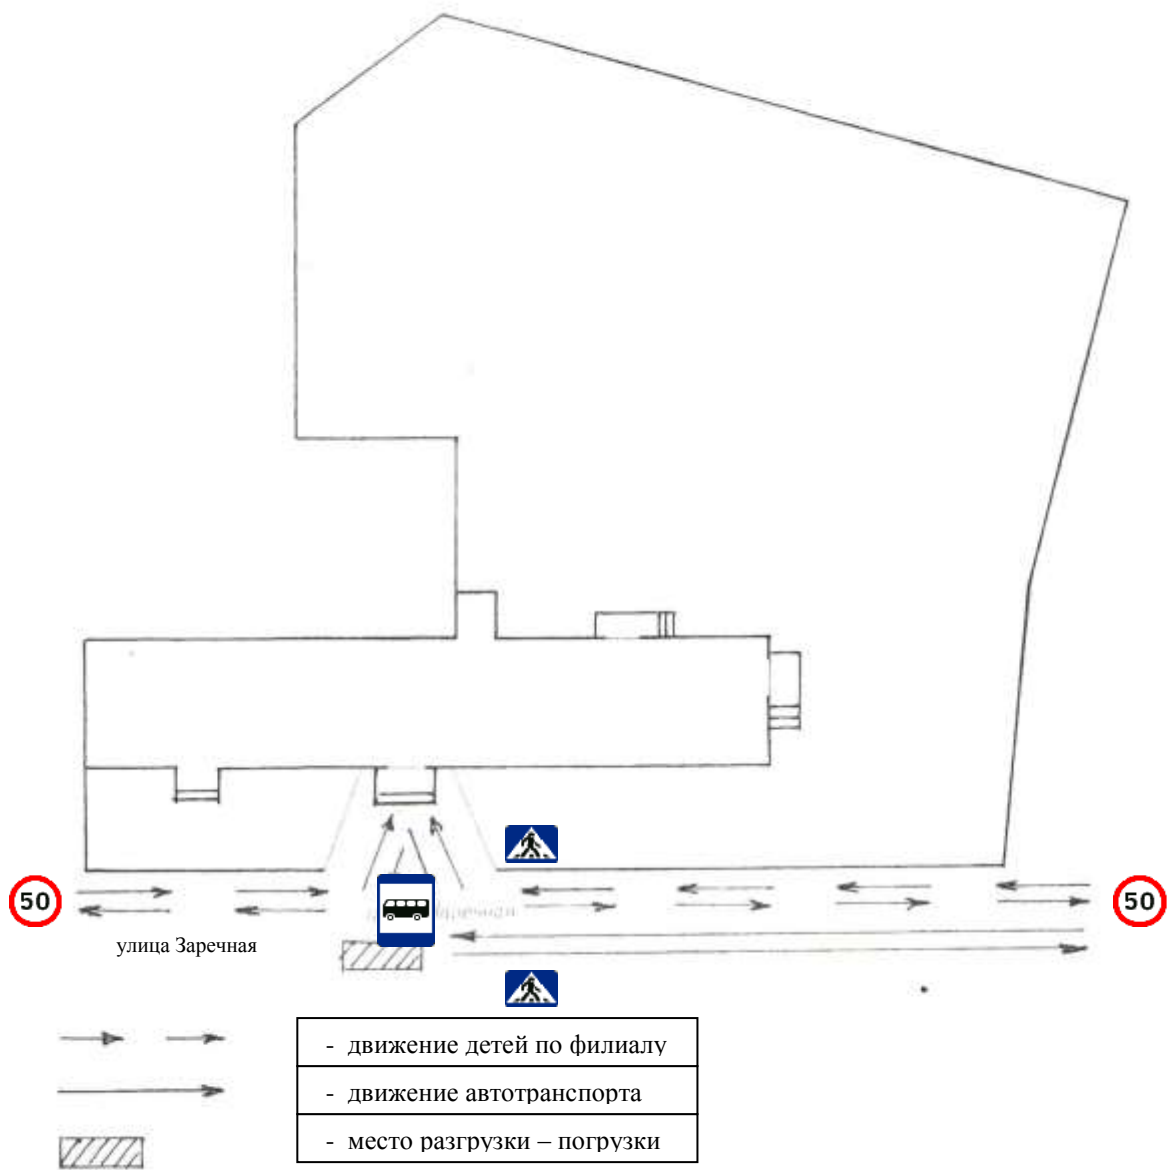 50
50
улица Заречная
- движение детей по филиалу
- движение автотранспорта
- место разгрузки – погрузки